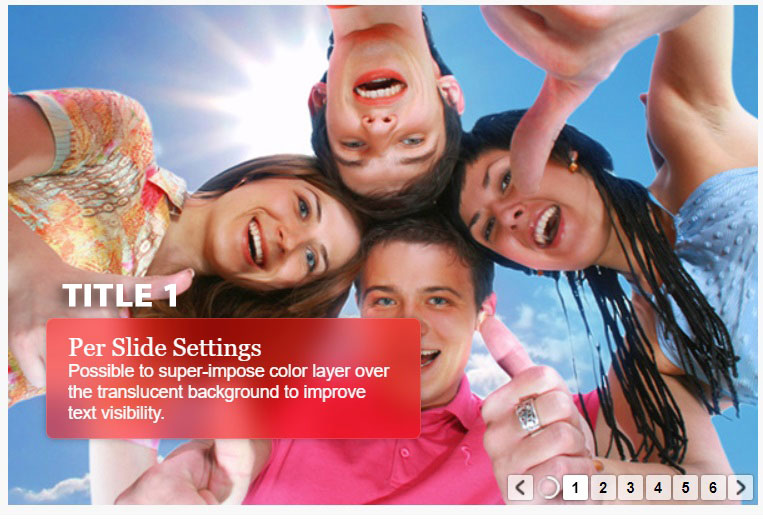 TITLE 1
Per Slide Settings
Possible to super-impose color layer over
the translucent background to improve
text visibility.
1 2 3 4 5 6